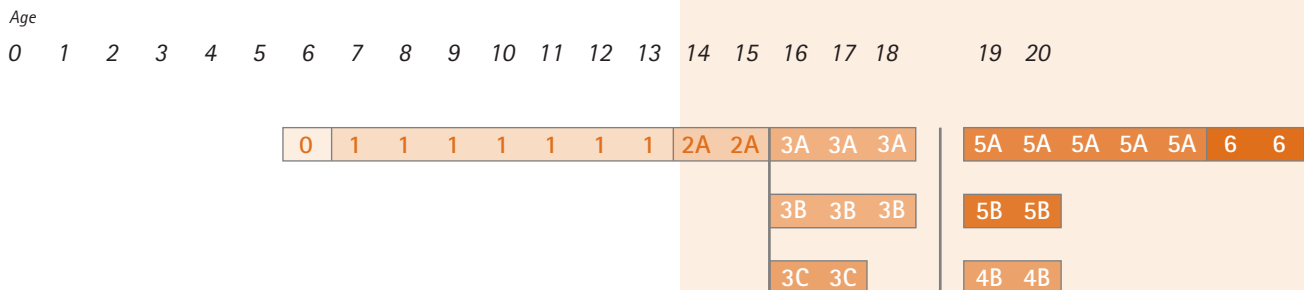 Age
0 1 2 3 4 5 6 7 8 9 10 11 12 13 14 15 16 17 18 19 20
0 1 1 1 1 1 1 1 2A 2A 3A 3A 3A 5A 5A 5A 5A 5A 6 6
3B 3B 3B 5B 5B
3C 3C 4B 4B